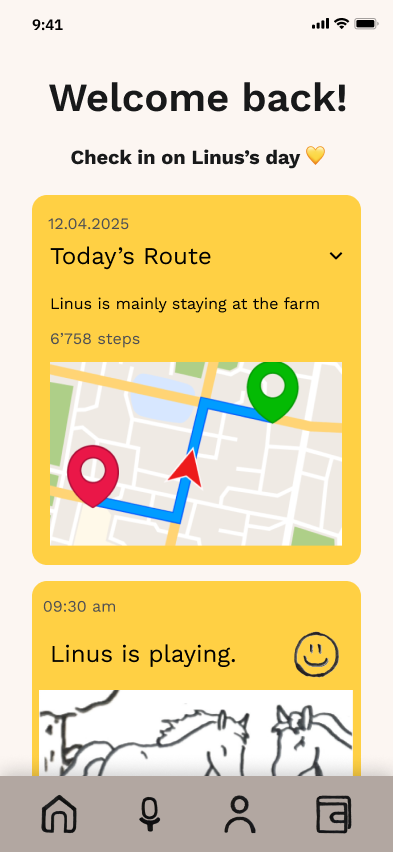 9:41
Welcome back!
Check in on Linus’s day 💛
12.04.2025
Today’s Route
Linus is mainly staying at the farm
6’758 steps
09:30 am
Linus is playing.